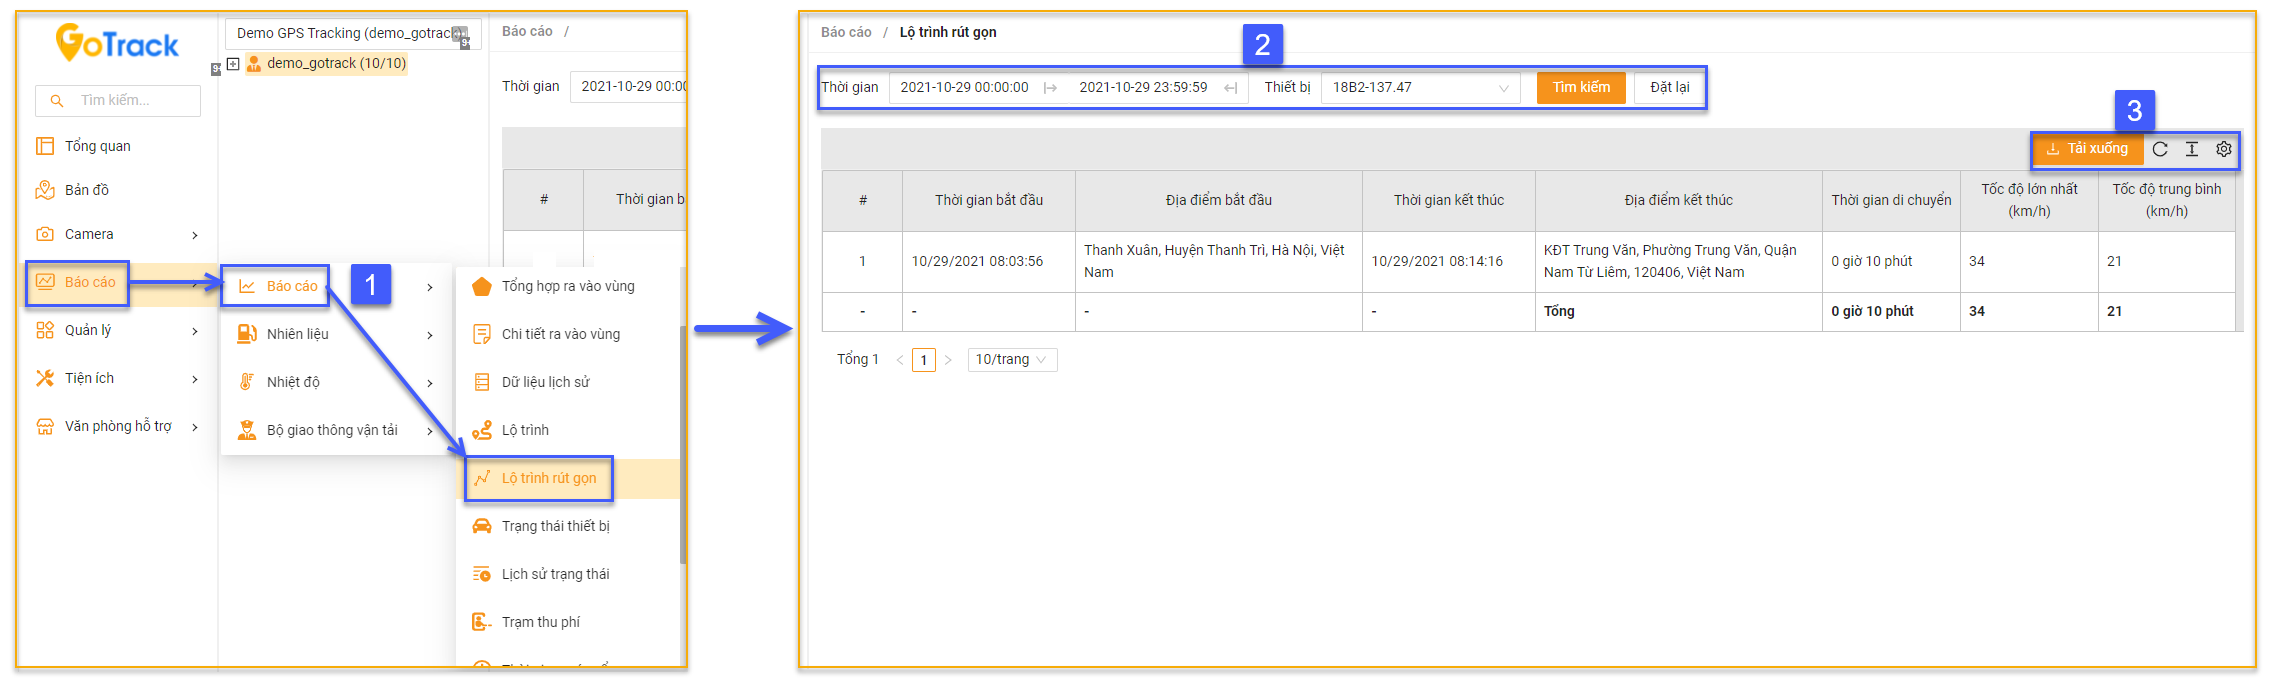 GoTrack
Tìm kiếm...
Tổng quan
Bản đồ
Camera
Báo cáo
Quản lý
Tiện ích
Văn phòng hỗ trợ
Demo GPS Tracking (demo_gotrack
demo_gotrack (10/10)
Báo cáo /
Thời gian 2021-10-29 00:00
# Thời gian b
1
Báo cáo
Nhiên liệu
Nhiệt độ
Bộ giao thông vận tải
Tổng hợp ra vào vùng
Chi tiết ra vào vùng
Dữ liệu lịch sử
Lộ trình
Lộ trình rút gọn
Trạng thái thiết bị
Lịch sử trạng thái
Trạm thu phí
Báo cáo / Lộ trình rút gọn
2
Thời gian 2021-10-29 00:00:00 2021-10-29 23:59:59 Thiết bị 18B2-137.47 Tìm kiếm Đặt lại
3
Tải xuống
# Thời gian bắt đầu Địa điểm bắt đầu Thời gian kết thúc Địa điểm kết thúc Thời gian di chuyển Tốc độ lớn nhất (km/h) Tốc độ trung bình (km/h)
1 10/29/2021 08:03:56 Thanh Xuân, Huyện Thanh Trì, Hà Nội, Việt Nam 10/29/2021 08:14:16 KĐT Trung Văn, Phường Trung Văn, Quận Nam Từ Liêm, 120406, Việt Nam 0 giờ 10 phút 34 21
- - - - Tổng 0 giờ 10 phút 34 21
Tổng 1 < 1 > 10/trang